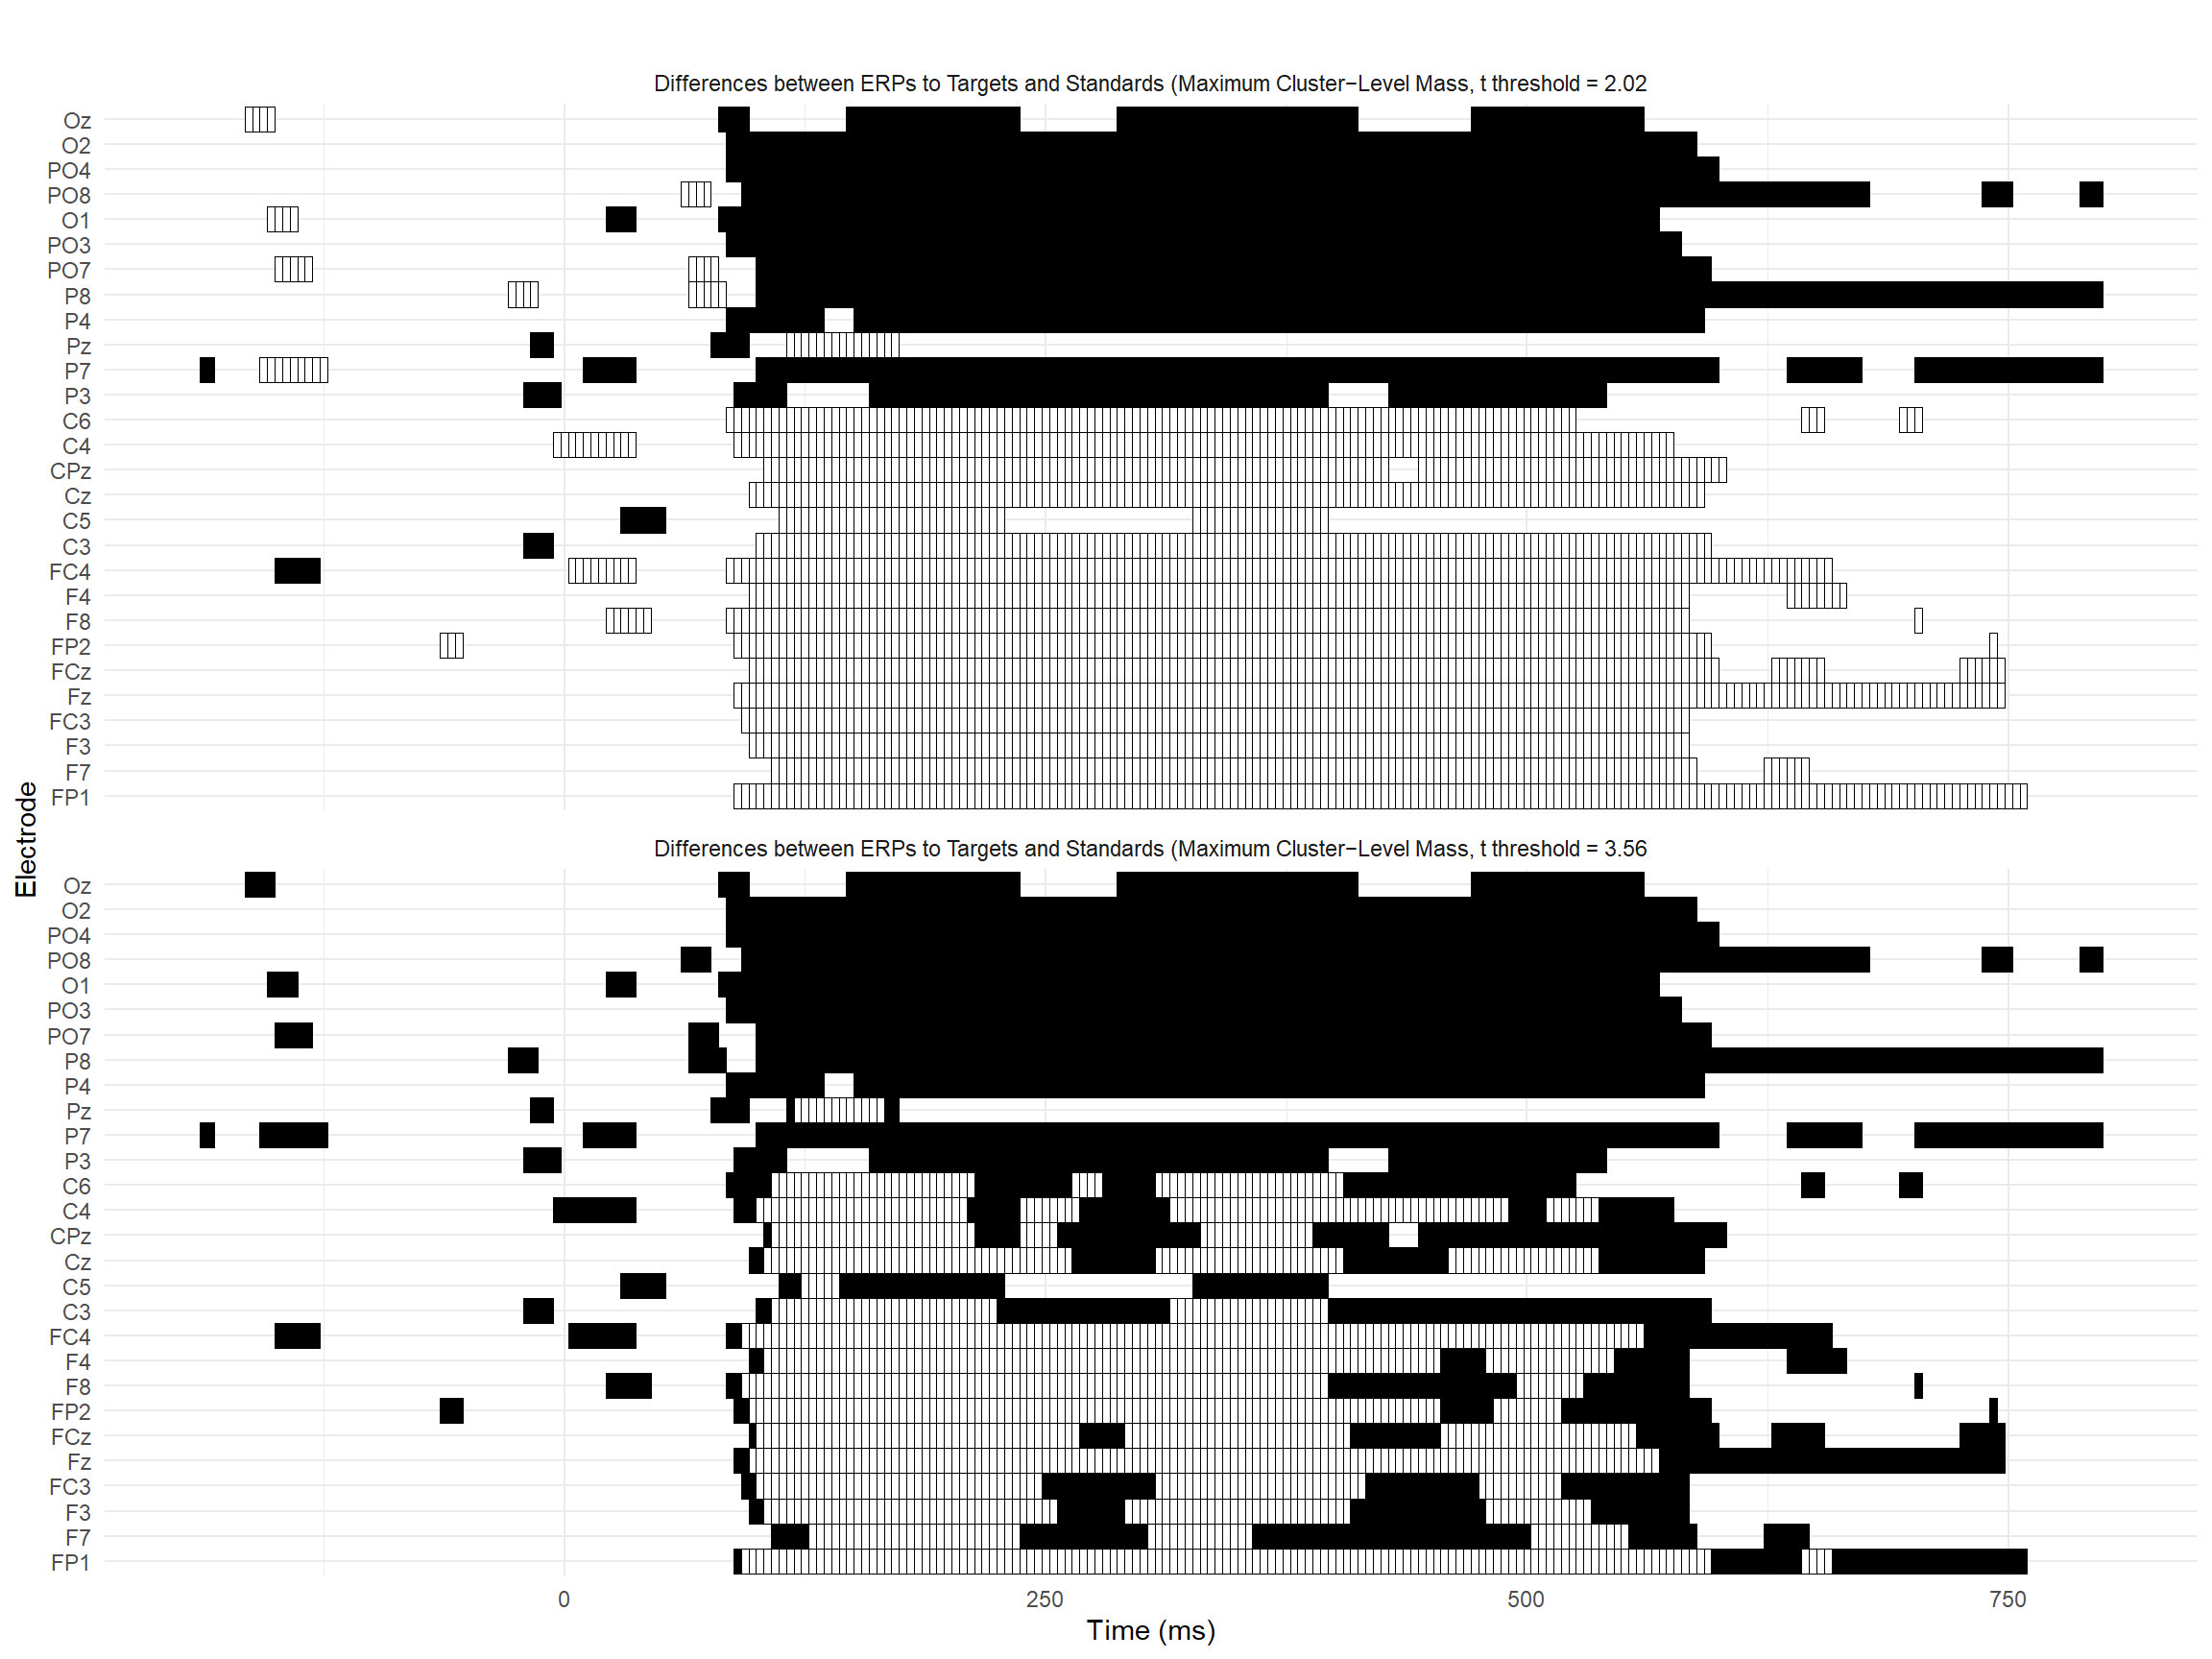 Differences between ERPs to Targets and Standards (Maximum Cluster−Level Mass, t threshold = 2.02
Oz
O2
PO4
PO8
O1
PO3
PO7
P8
P4
Pz
P7
P3
C6
C4
CPz
Cz
C5
C3
FC4
F4
F8
FP2
FCz
Fz
FC3
F3
F7
FP1
Electrode
Differences between ERPs to Targets and Standards (Maximum Cluster−Level Mass, t threshold = 3.56
Oz
O2
PO4
PO8
O1
PO3
PO7
P8
P4
Pz
P7
P3
C6
C4
CPz
Cz
C5
C3
FC4
F4
F8
FP2
FCz
Fz
FC3
F3
F7
FP1
0 250 500 750
Time (ms)